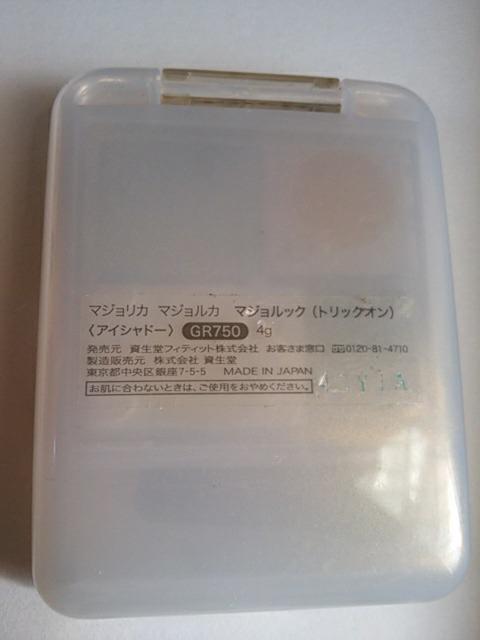 マジョリカ マジョルカ マジョルック（トリックオン）
〈アイシャドー〉 GR750 4g
発売元 資生堂フィティット株式会社 お客さま窓口 0120-81-4710
製造販売元 株式会社 資生堂
東京都中央区銀座7-5-5 MADE IN JAPAN
お肌に合わないときは、ご使用をおやめください。